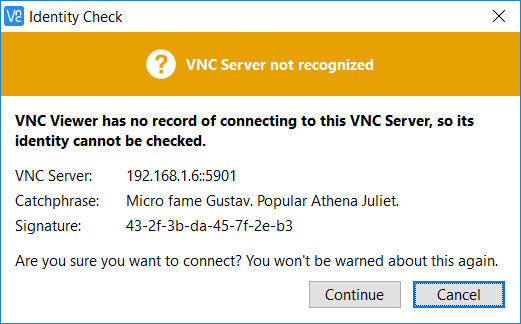 Identity Check
VNC Server not recognized
VNC Viewer has no record of connecting to this VNC Server, so its
identity cannot be checked.
VNC Server: 192.168.1.6::5901
Catchphrase: Micro fame Gustav. Popular Athena Juliet.
Signature: 43-2f-3b-da-45-7f-2e-b3
Are you sure you want to connect? You won't be warned about this again.
Continue Cancel